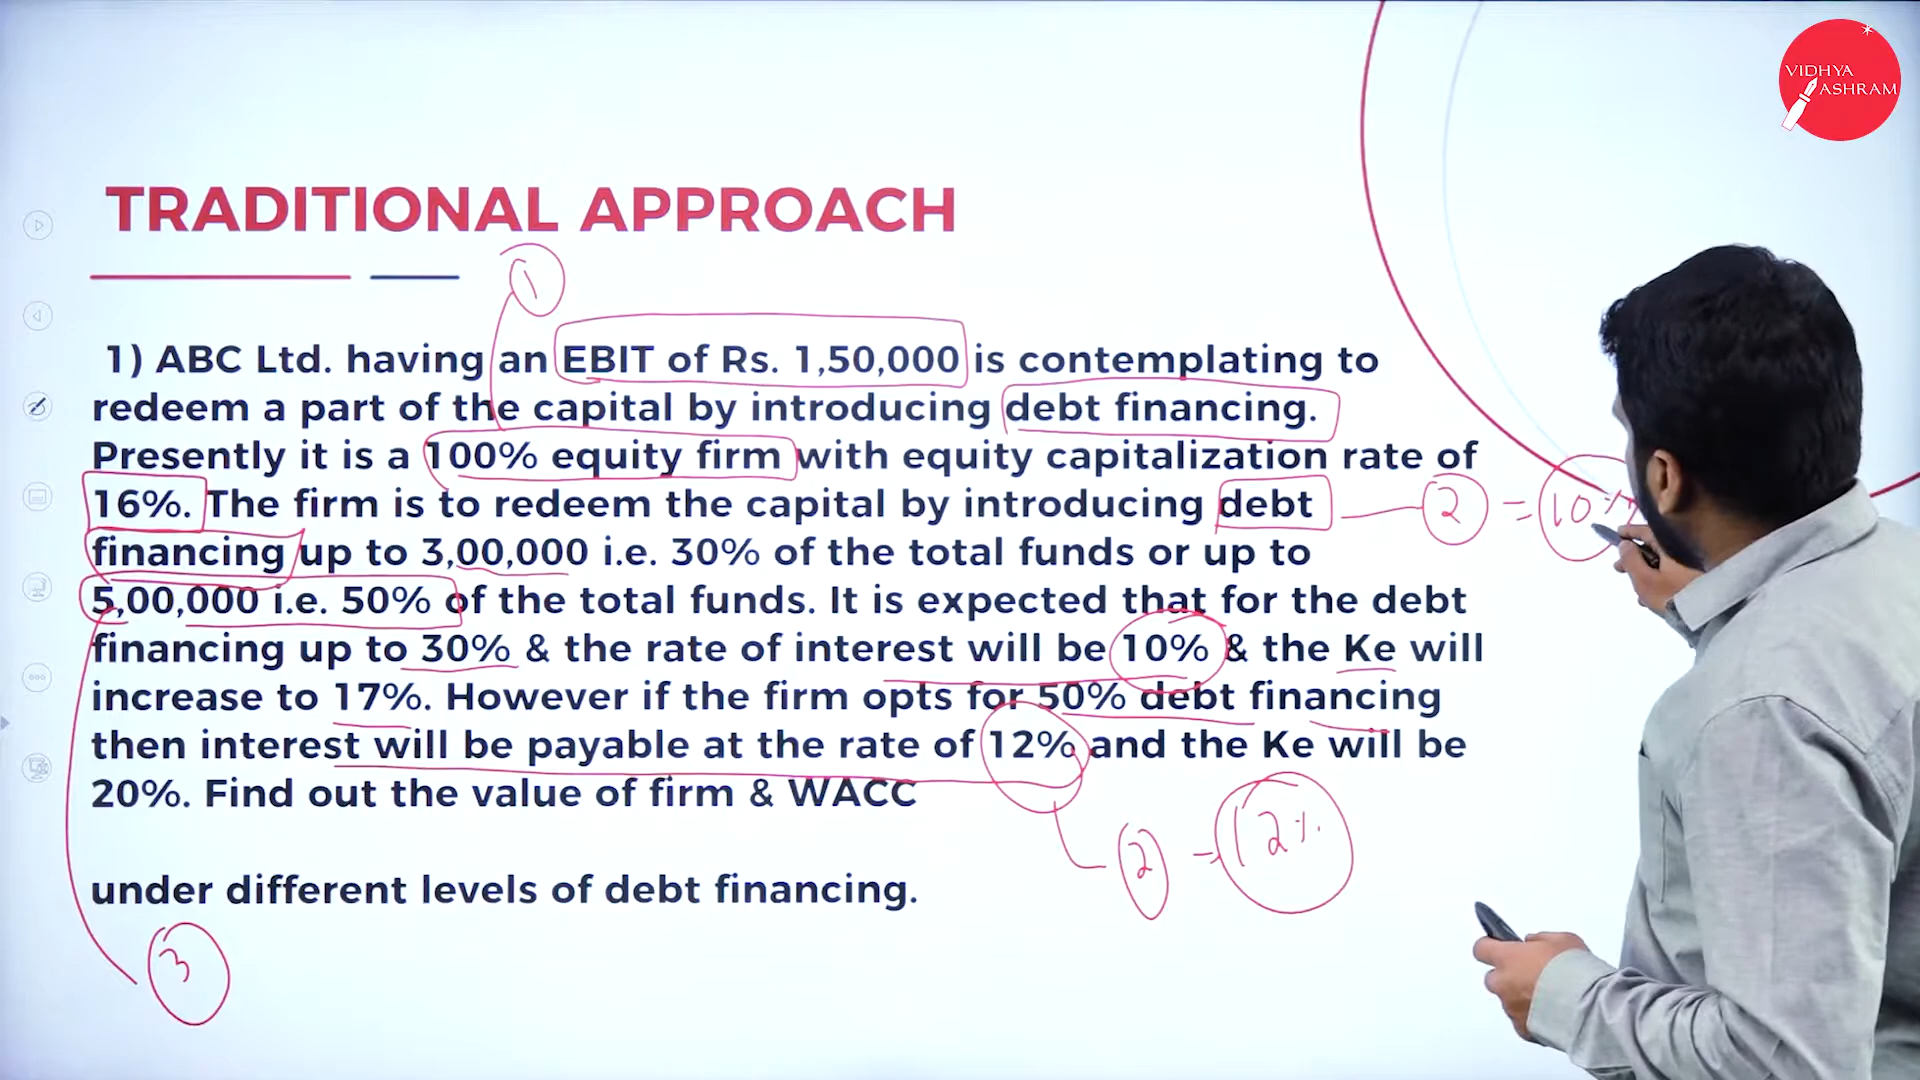 VIDHYA
ASHRAM
TRADITIONAL APPROACH
1
1) ABC Ltd. having an EBIT of Rs. 1,50,000 is contemplating to
redeem a part of the capital by introducing debt financing.
Presently it is a 100% equity firm with equity capitalization rate of
16%. The firm is to redeem the capital by introducing debt
2 = 10%
financing up to 3,00,000 i.e. 30% of the total funds or up to
5,00,000 i.e. 50% of the total funds. It is expected that for the debt
financing up to 30% & the rate of interest will be 10% & the Ke will
increase to 17%. However if the firm opts for 50% debt financing
then interest will be payable at the rate of 12% and the Ke will be
20%. Find out the value of firm & WACC
2 = 12%
under different levels of debt financing.
3